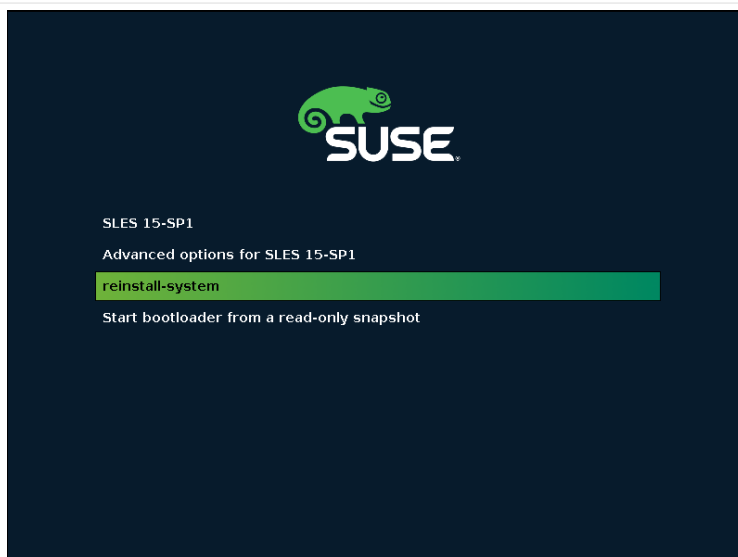 SUSE
SLES 15-SP1
Advanced options for SLES 15-SP1
reinstall-system
Start bootloader from a read-only snapshot